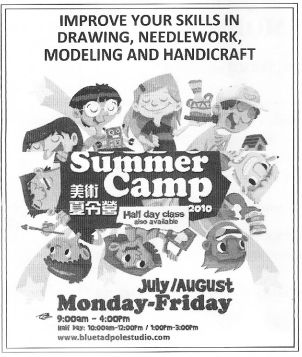 IMPROVE YOUR SKILLS IN
DRAWING, NEEDLEWORK,
MODELING AND HANDICRAFT
Summer
美術
Camp
夏令營
2010
Half day class
also available
July/August
Monday-Friday
9:00am - 4:00pm
Half Day: 10:00am-12:00pm / 1:00pm-3:00pm
www.bluetadpolestudio.com